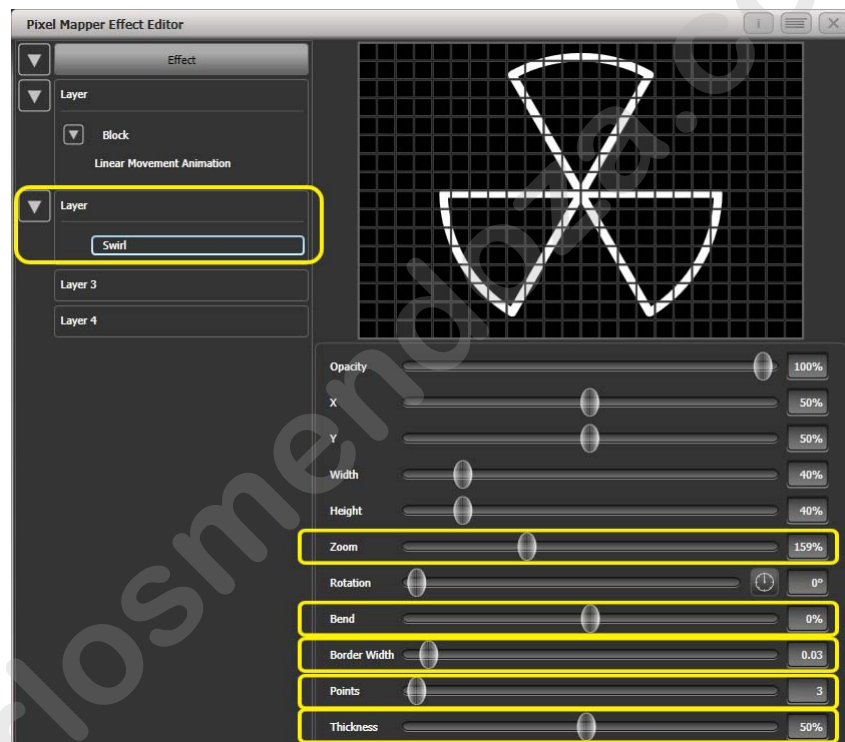 Pixel Mapper Effect Editor
i
Effect
Layer
Block
Linear Movement Animation
Layer
Swirl
Layer 3
Layer 4
Opacity 100%
X 50%
Y 50%
Width 40%
Height 40%
Zoom 159%
Rotation 0°
Bend 0%
Border Width 0.03
Points 3
Thickness 50%
losmendoza.c